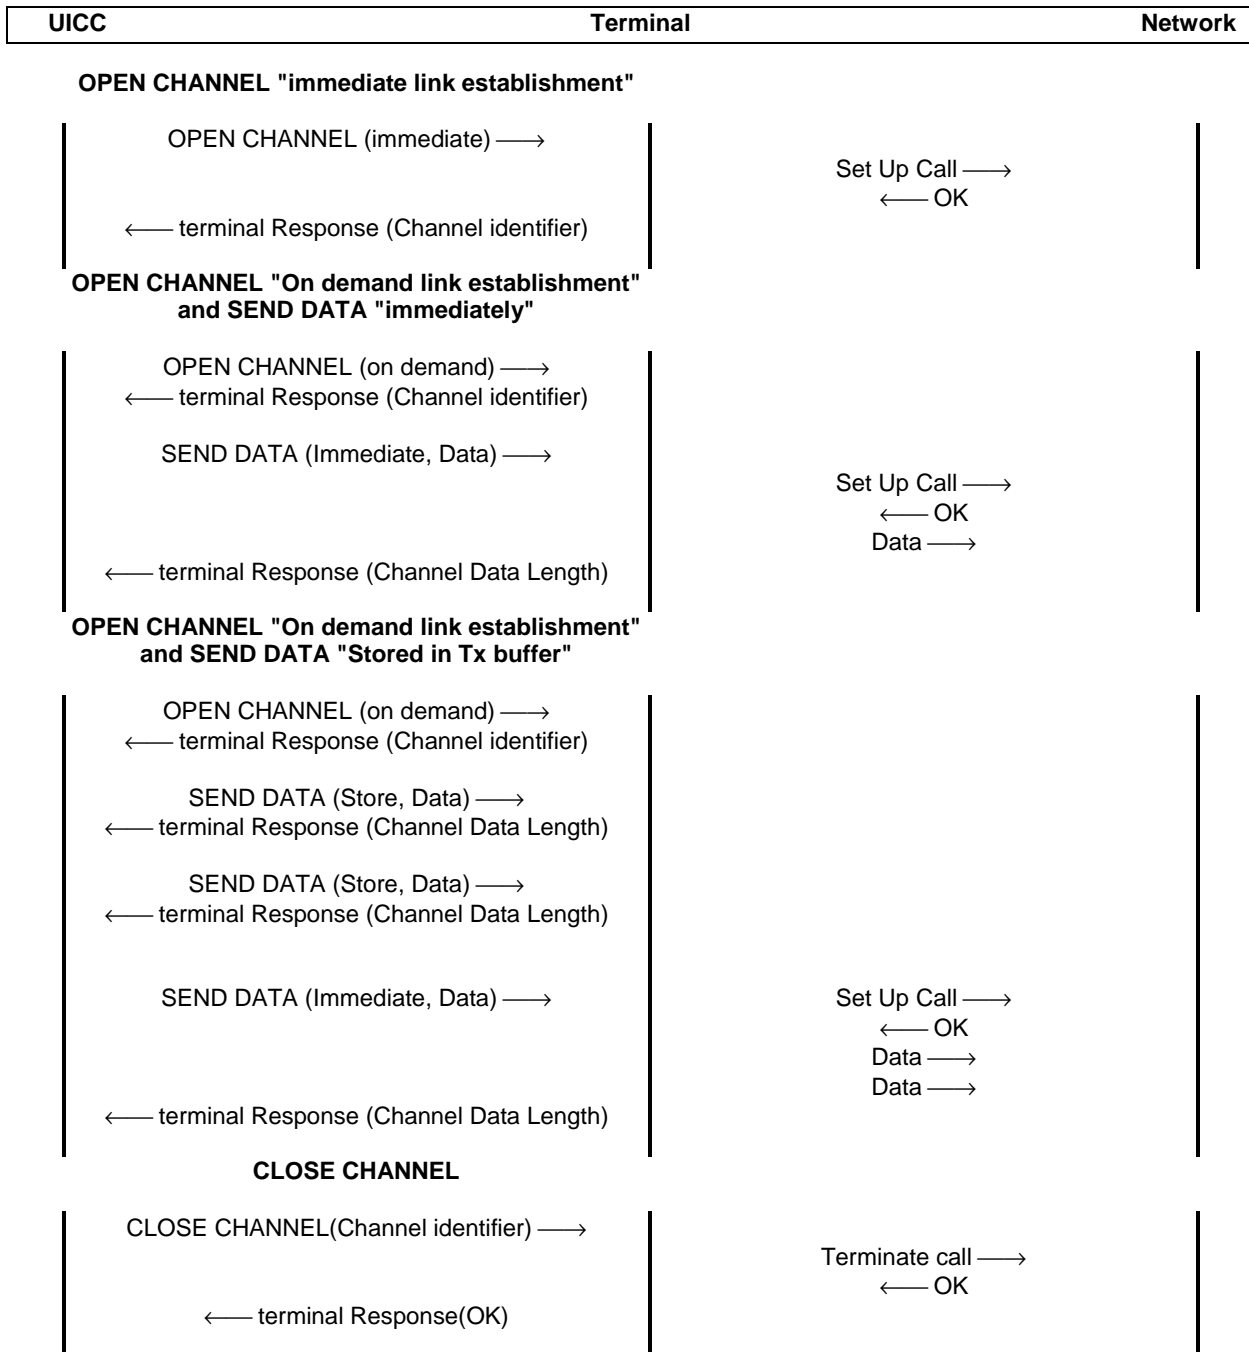 UICC Terminal Network
OPEN CHANNEL "immediate link establishment"
OPEN CHANNEL (immediate) ⟶
Set Up Call ⟶
⟵ OK
⟵ terminal Response (Channel identifier)
OPEN CHANNEL "On demand link establishment"
and SEND DATA "immediately"
OPEN CHANNEL (on demand) ⟶
⟵ terminal Response (Channel identifier)
SEND DATA (Immediate, Data) ⟶
Set Up Call ⟶
⟵ OK
Data ⟶
⟵ terminal Response (Channel Data Length)
OPEN CHANNEL "On demand link establishment"
and SEND DATA "Stored in Tx buffer"
OPEN CHANNEL (on demand) ⟶
⟵ terminal Response (Channel identifier)
SEND DATA (Store, Data) ⟶
⟵ terminal Response (Channel Data Length)
SEND DATA (Store, Data) ⟶
⟵ terminal Response (Channel Data Length)
SEND DATA (Immediate, Data) ⟶ Set Up Call ⟶
⟵ OK
Data ⟶
Data ⟶
⟵ terminal Response (Channel Data Length)
CLOSE CHANNEL
CLOSE CHANNEL(Channel identifier) ⟶
Terminate call ⟶
⟵ OK
⟵ terminal Response(OK)